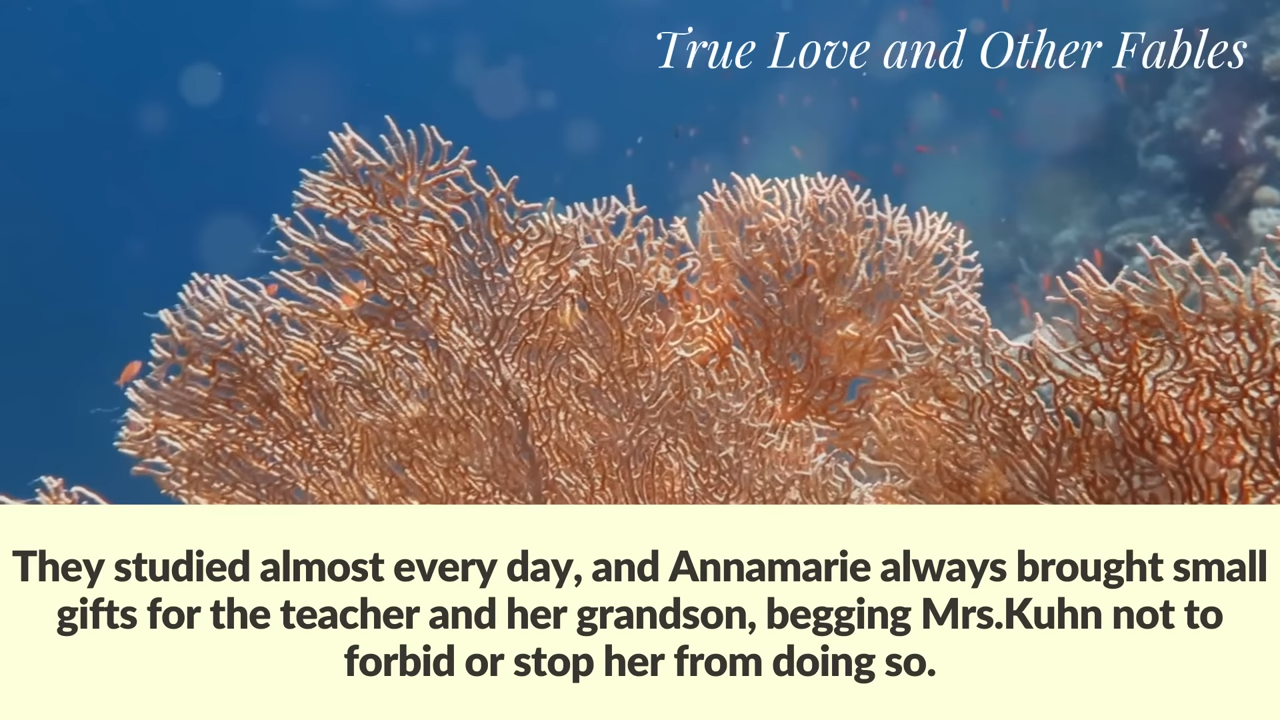 True Love and Other Fables
They studied almost every day, and Annamarie always brought small
gifts for the teacher and her grandson, begging Mrs.Kuhn not to
forbid or stop her from doing so.